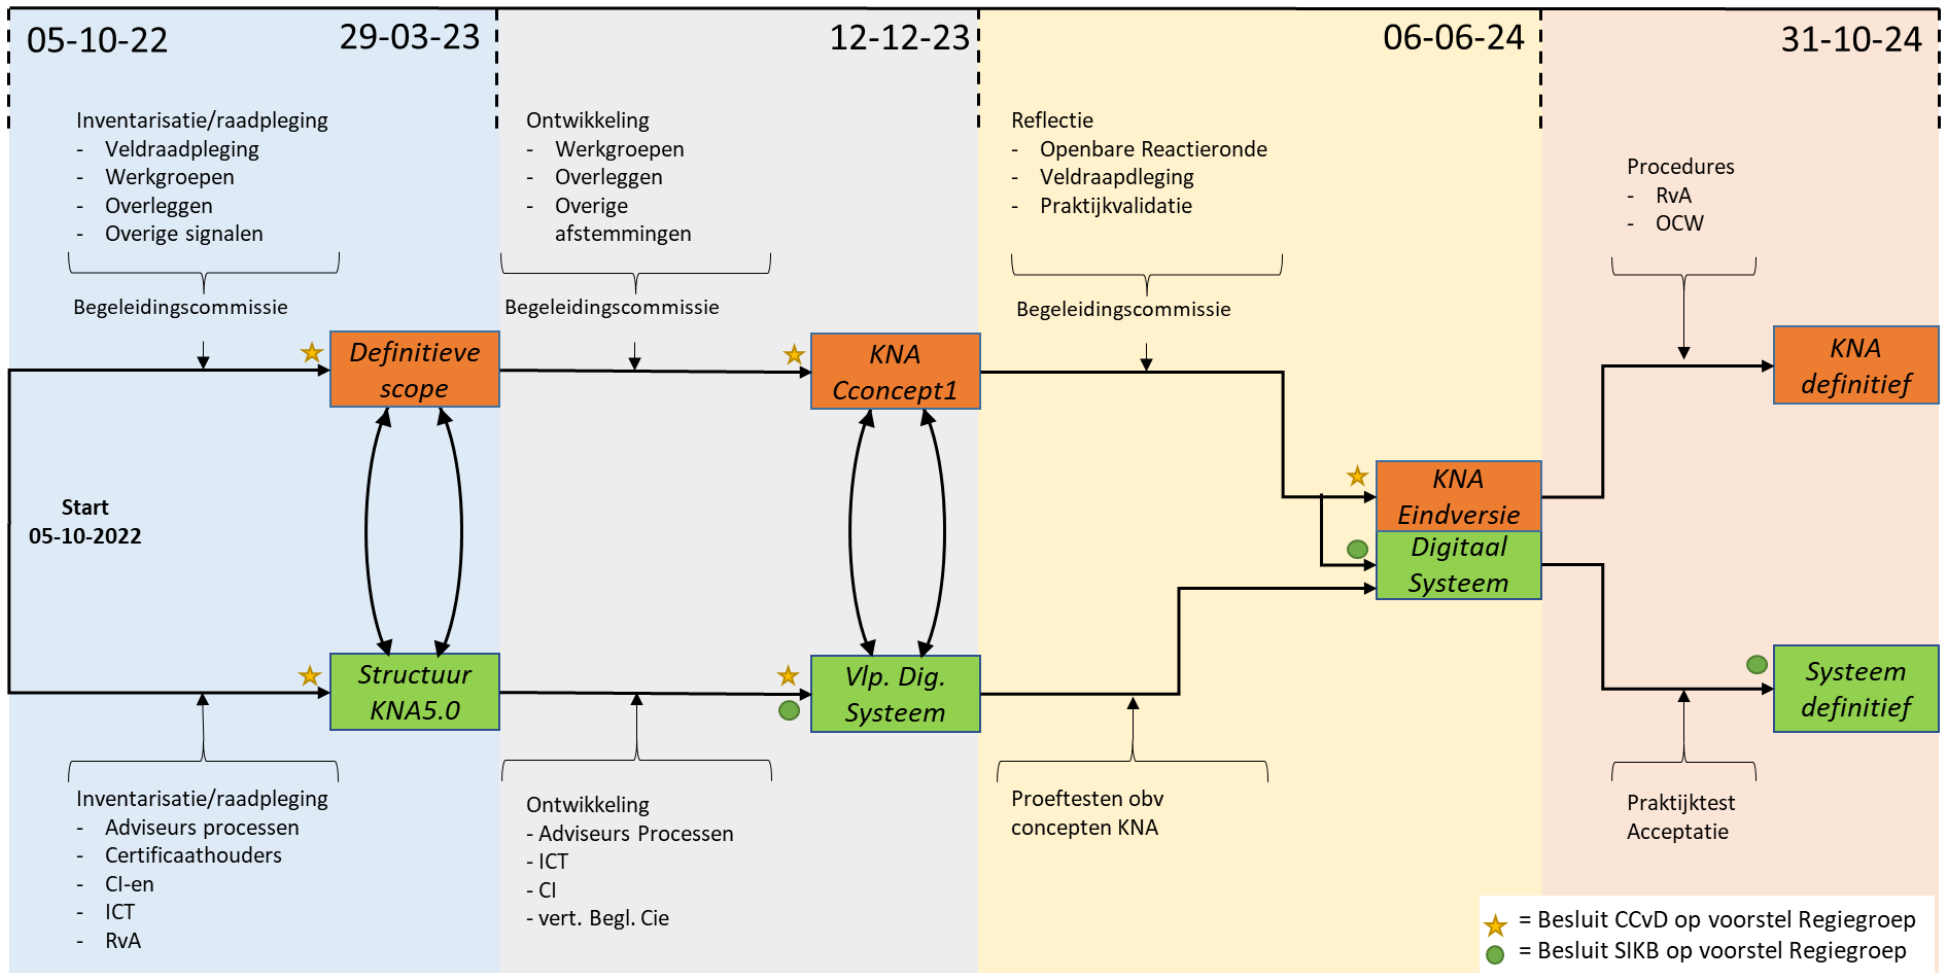 05-10-22
29-03-23
12-12-23
06-06-24
31-10-24
Inventarisatie/raadpleging
- Veldraadpleging
- Werkgroepen
- Overleggen
- Overige signalen
Begeleidingscommissie
Ontwikkeling
- Werkgroepen
- Overleggen
- Overige
afstemmingen
Begeleidingscommissie
Reflectie
- Openbare Reactieronde
- Veldraapdleging
- Praktijkvalidatie
Begeleidingscommissie
Procedures
- RvA
- OCW
Definitieve
scope
KNA
Cconcept1
KNA
definitief
Start
05-10-2022
KNA
Eindversie
Digitaal
Systeem
Structuur
KNA5.0
Vlp. Dig.
Systeem
Systeem
definitief
Inventarisatie/raadpleging
- Adviseurs processen
- Certificaathouders
- CI-en
- ICT
- RvA
Ontwikkeling
- Adviseurs Processen
- ICT
- CI
- vert. Begl. Cie
Proeftesten obv
concepten KNA
Praktijktest
Acceptatie
= Besluit CCvD op voorstel Regiegroep
= Besluit SIKB op voorstel Regiegroep